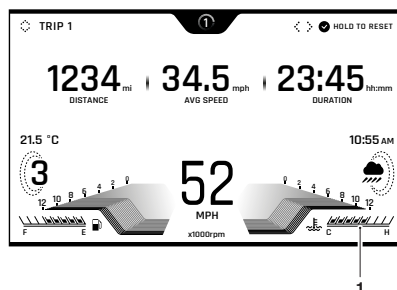 TRIP 1
1
HOLD TO RESET
1234 mi
34.5 mph
23:45 hh:mm
DISTANCE
AVG SPEED
DURATION
21.5 °C
10:55 AM
3
12 10 8 6 4 2 0
52
0 2 4 6 8 10 12
MPH
F E
C H
x1000rpm
1